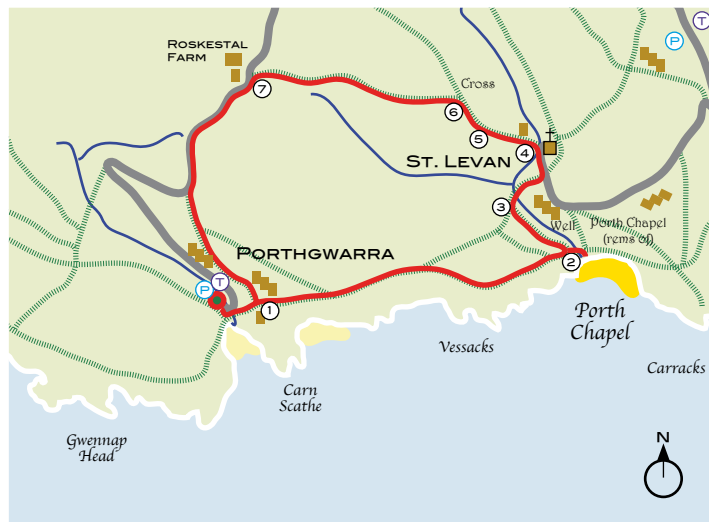 T
P
ROSKESTAL
FARM
7
Cross
6
5
4
ST. LEVAN
3
Well
Porth Chapel
(rems of)
PORTHGWARRA
P
T
2
1
Porth
Chapel
Vessacks
Carracks
Carn
Scathe
Gwennap
Head
N